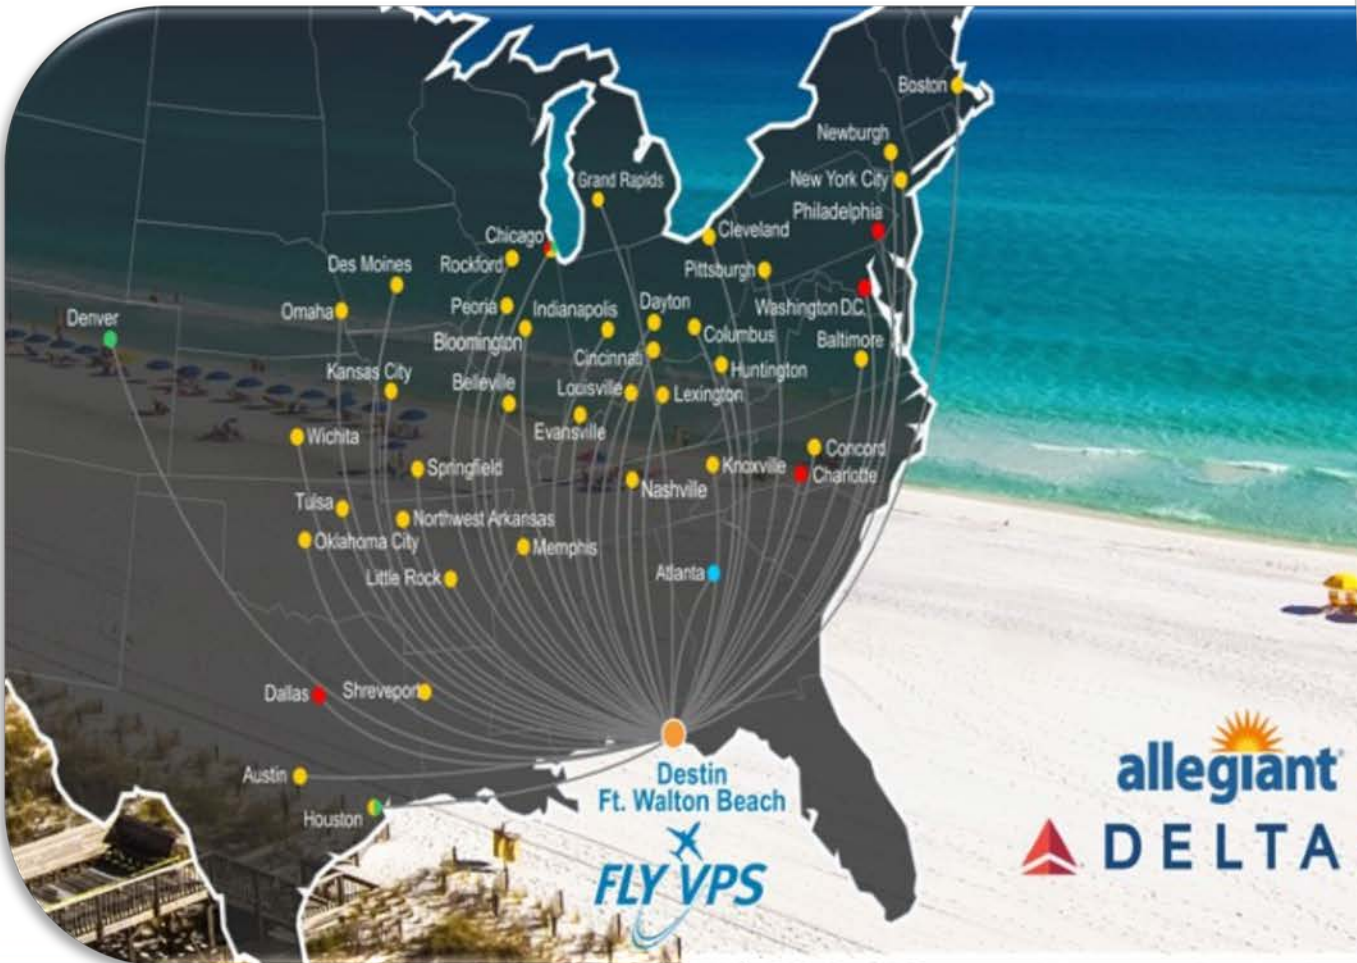 Boston
Newburgh
New York City
Grand Rapids
Philadelphia
Cleveland
Chicago
Rockford
Des Moines
Pittsburgh
Omaha
Peoria
Indianapolis
Dayton
Washington D.C.
Denver
Bloomington
Columbus
Baltimore
Cincinnati
Kansas City
Huntington
Belleville
Louisville
Lexington
Evansville
Wichita
Concord
Springfield
Knoxville
Charlotte
Nashville
Tulsa
Northwest Arkansas
Oklahoma City
Memphis
Little Rock
Atlanta
Dallas
Shreveport
Austin
Houston
Destin
Ft. Walton Beach
FLY VPS
allegiant
DELTA